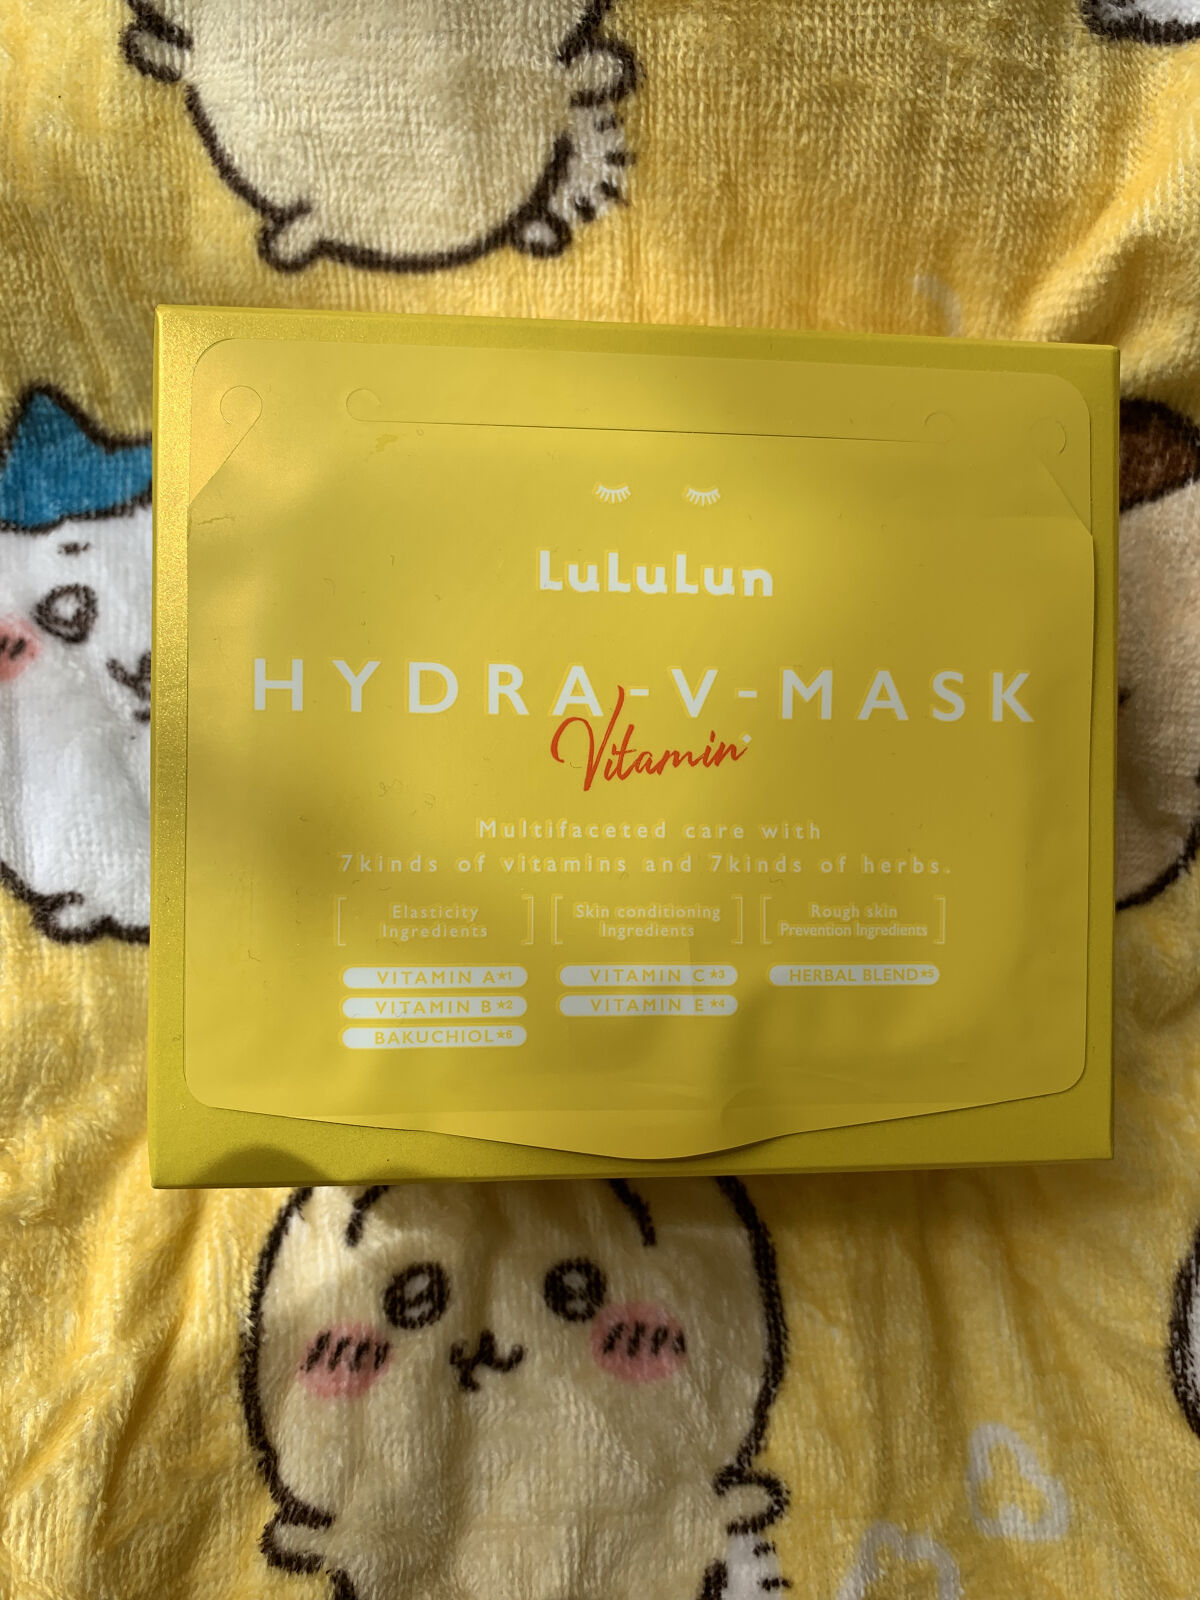 LuLuLun
HYDRA-V-MASK
Vitamin
Multifaceted care with
7kinds of vitamins and 7kinds of herbs.
Elasticity
Ingredients
Skin conditioning
Ingredients
Rough skin
Prevention Ingredients
VITAMIN A★1
VITAMIN B★2
BAKUCHIOL★6
VITAMIN C★3
VITAMIN E★4
HERBAL BLEND★5